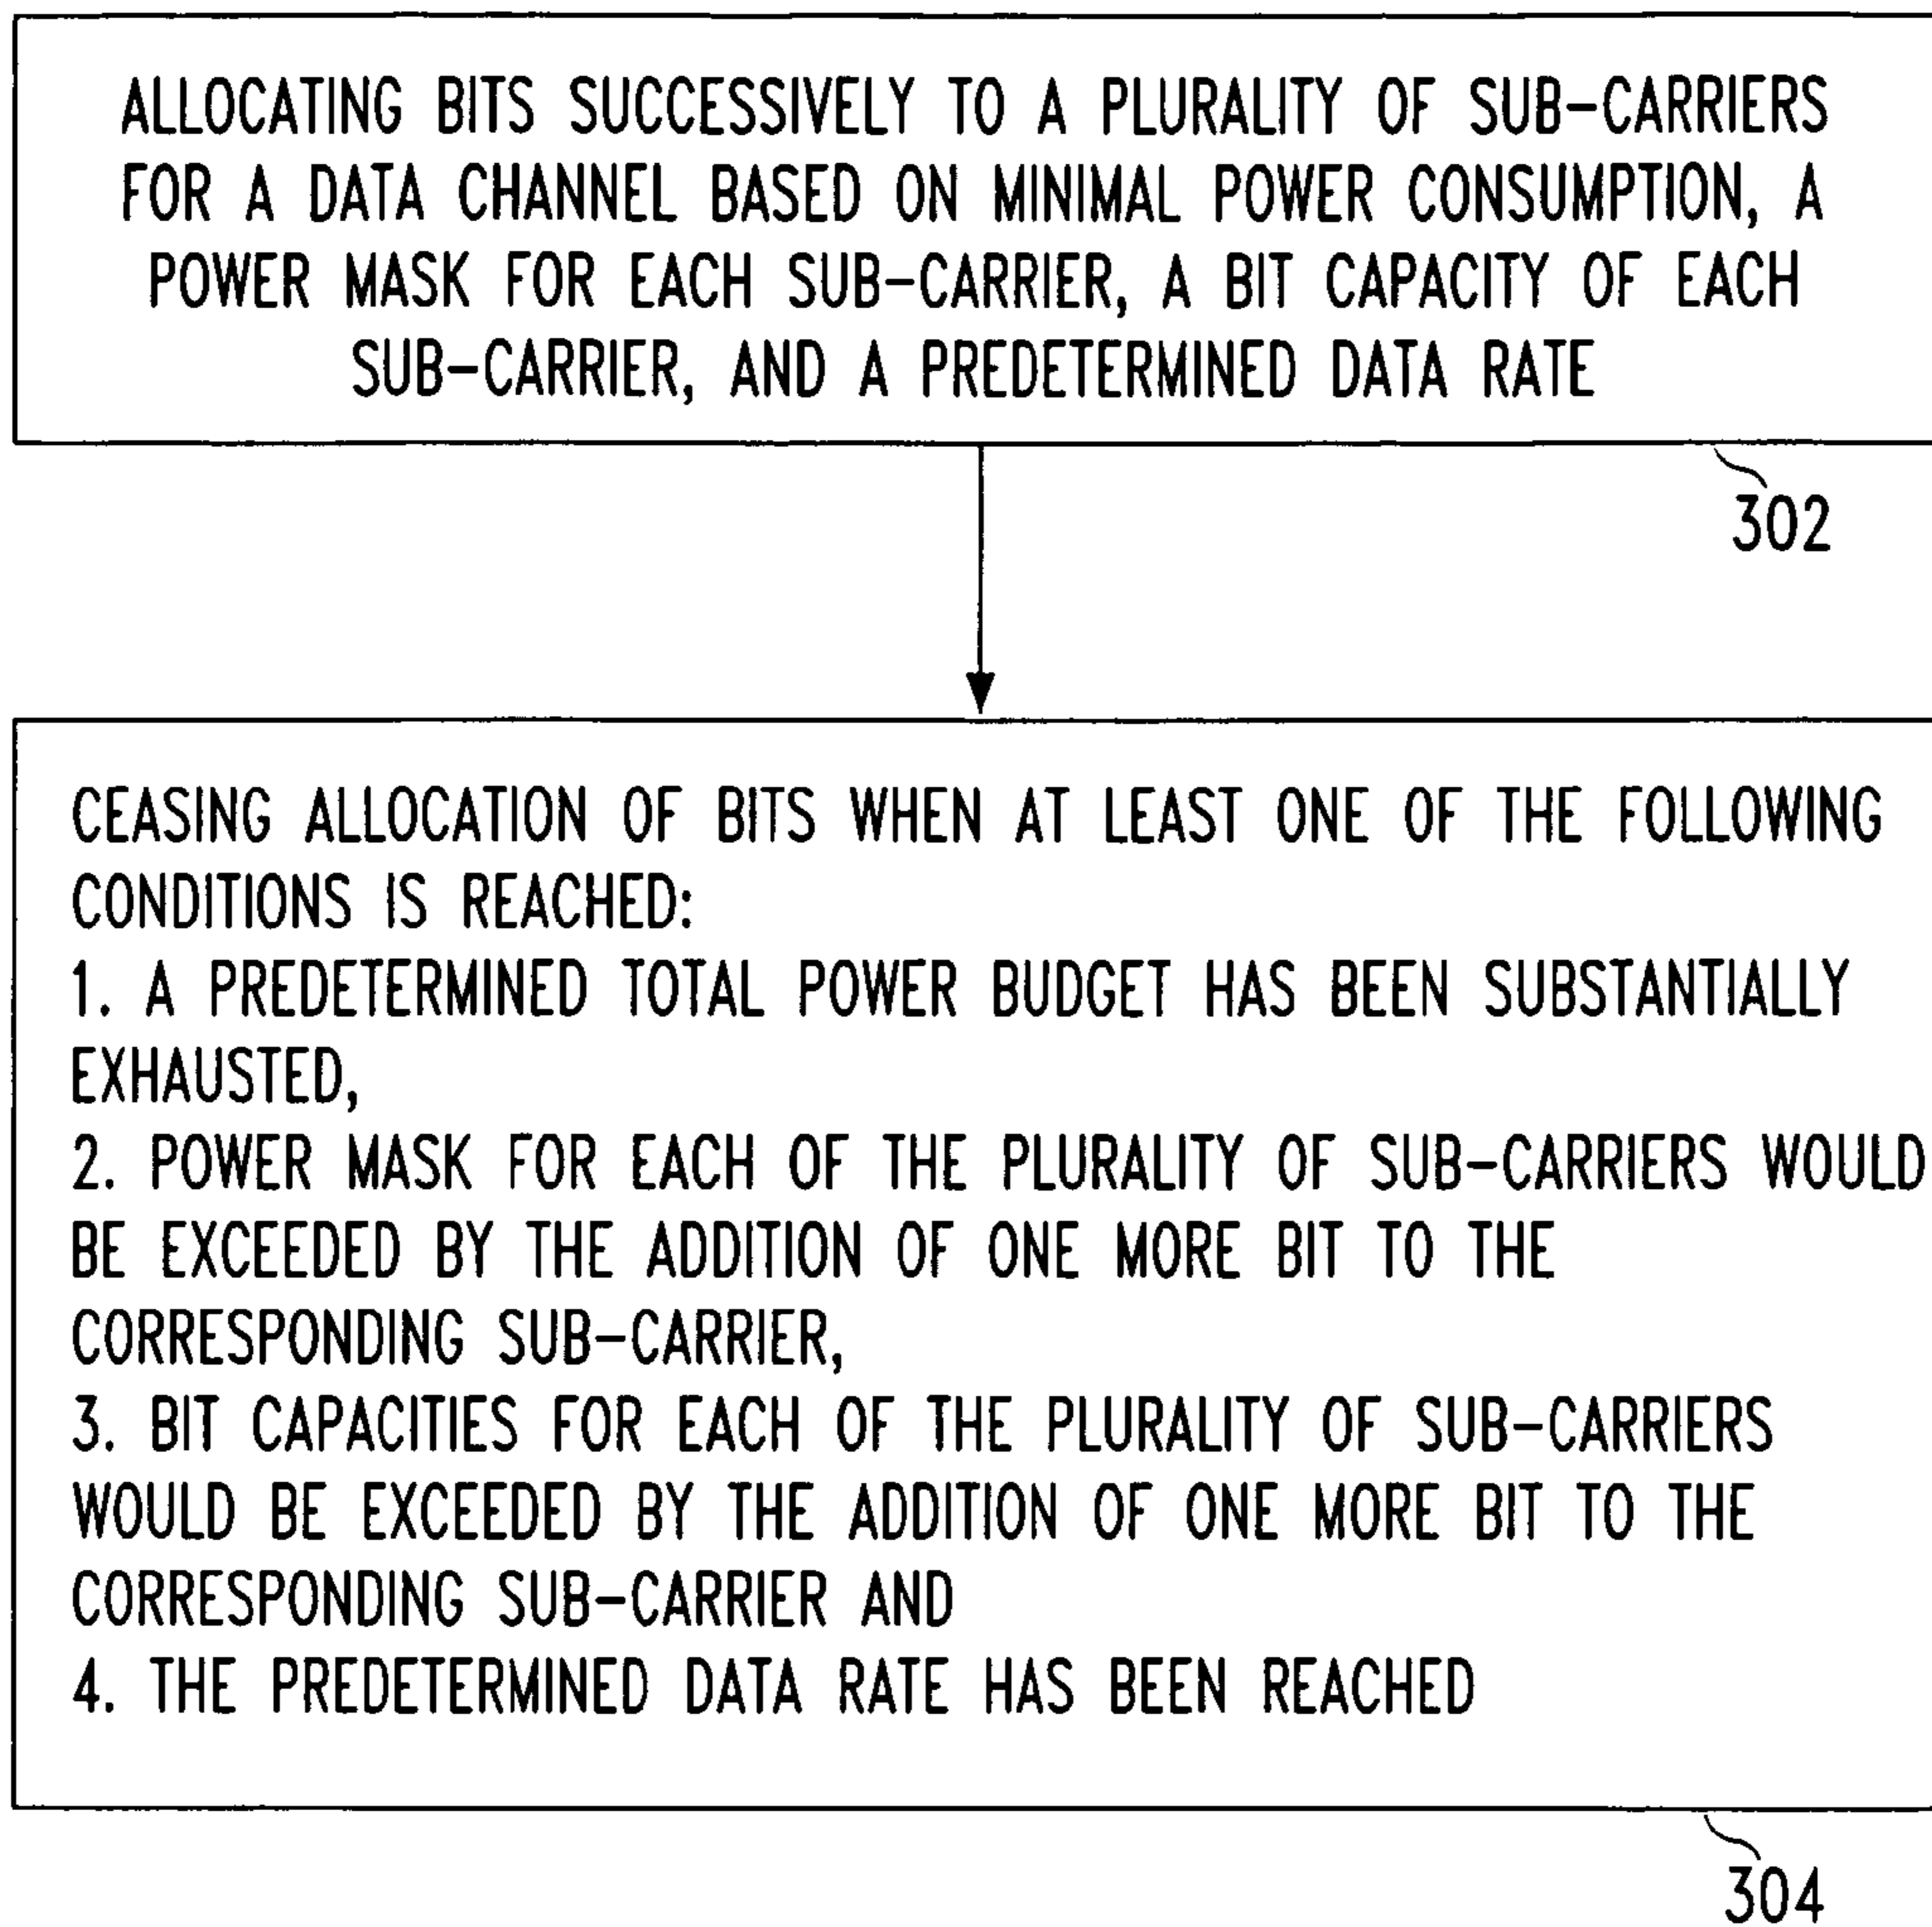 ALLOCATING BITS SUCCESSIVELY TO A PLURALITY OF SUB-CARRIERS
FOR A DATA CHANNEL BASED ON MINIMAL POWER CONSUMPTION, A
POWER MASK FOR EACH SUB-CARRIER, A BIT CAPACITY OF EACH
SUB-CARRIER, AND A PREDETERMINED DATA RATE
302
CEASING ALLOCATION OF BITS WHEN AT LEAST ONE OF THE FOLLOWING
CONDITIONS IS REACHED:
1. A PREDETERMINED TOTAL POWER BUDGET HAS BEEN SUBSTANTIALLY
EXHAUSTED,
2. POWER MASK FOR EACH OF THE PLURALITY OF SUB-CARRIERS WOULD
BE EXCEEDED BY THE ADDITION OF ONE MORE BIT TO THE
CORRESPONDING SUB-CARRIER,
3. BIT CAPACITIES FOR EACH OF THE PLURALITY OF SUB-CARRIERS
WOULD BE EXCEEDED BY THE ADDITION OF ONE MORE BIT TO THE
CORRESPONDING SUB-CARRIER AND
4. THE PREDETERMINED DATA RATE HAS BEEN REACHED
304